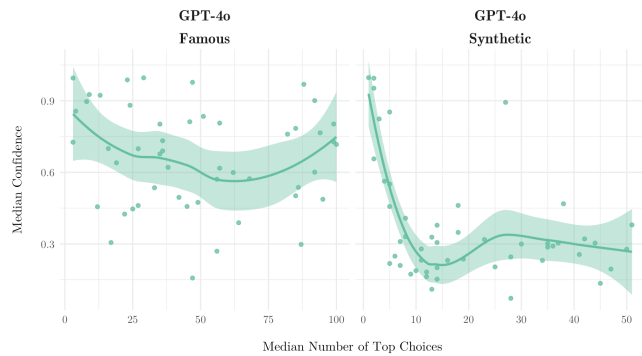 GPT-4o
Famous
GPT-4o
Synthetic
Median Confidence
0.9
0.6
0.3
0 25 50 75 100
0 10 20 30 40 50
Median Number of Top Choices